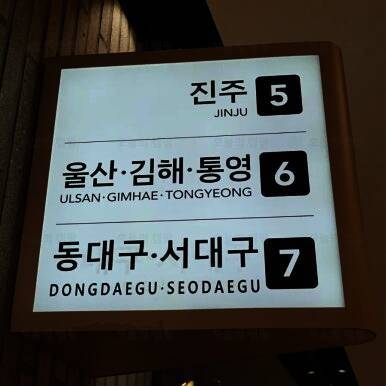 진주 5
JINJU
울산·김해·통영 6
ULSAN·GIMHAE·TONGYEONG
동대구·서대구 7
DONGDAEGU·SEODAEGU